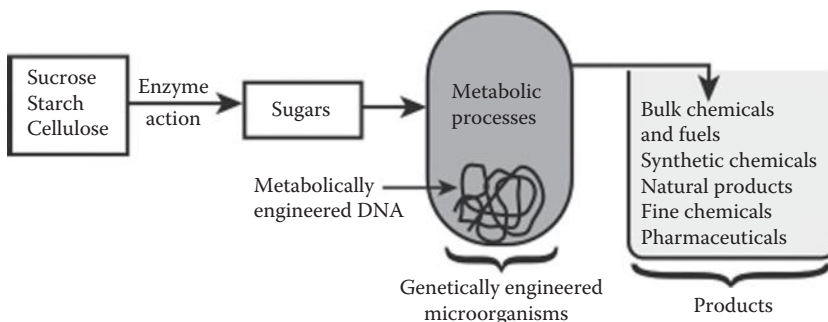 Sucrose
Starch
Cellulose
Enzyme
action
Sugars
Metabolic
processes
Metabolically
engineered DNA
Genetically engineered
microorganisms
Bulk chemicals
and fuels
Synthetic chemicals
Natural products
Fine chemicals
Pharmaceuticals
Products